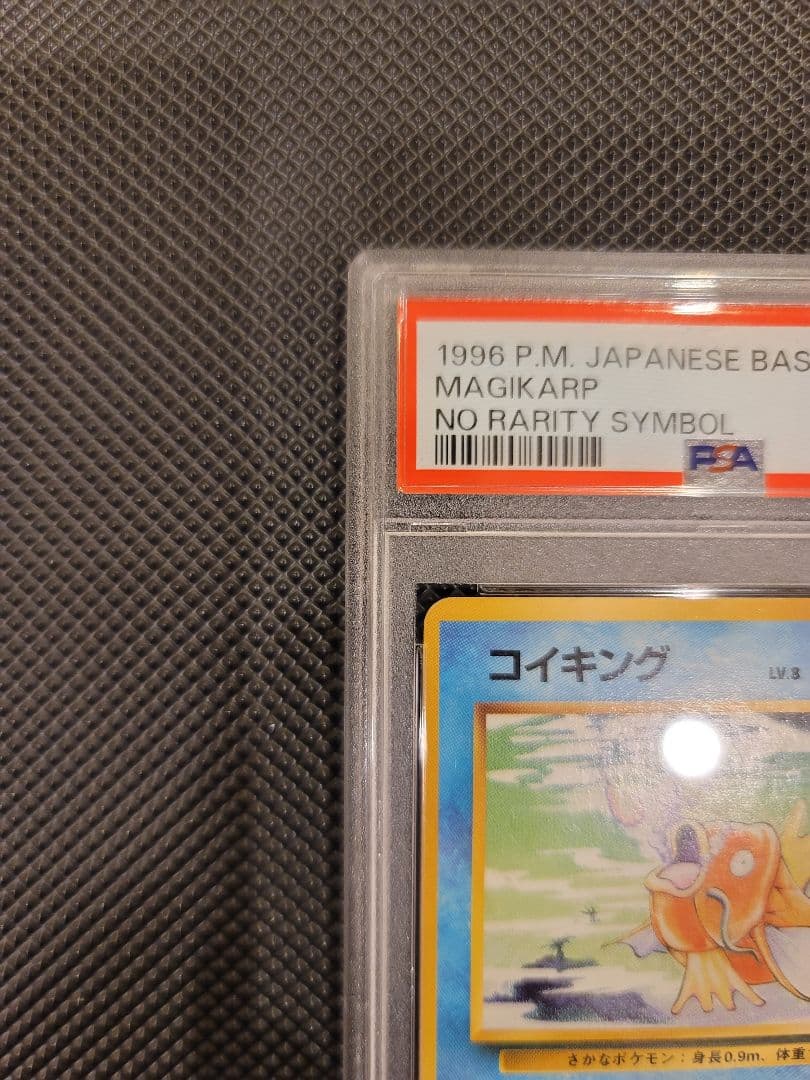 1996 P.M. JAPANESE BAS
MAGIKARP
NO RARITY SYMBOL
PSA
コイキング LV.8
さかなポケモン：身長0.9m、体重